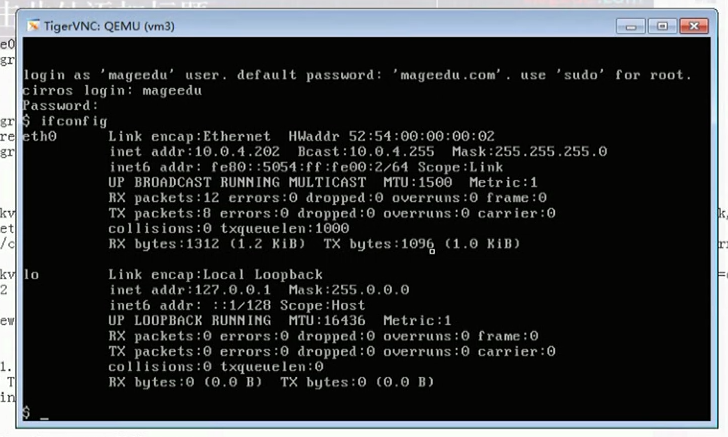 TigerVNC: QEMU (vm3)
login as 'mageedu' user. default password: 'mageedu.com'. use 'sudo' for root.
cirros login: mageedu
Password:
$ ifconfig
eth0 Link encap:Ethernet HWaddr 52:54:00:00:00:02
inet addr:10.0.4.202 Bcast:10.0.4.255 Mask:255.255.255.0
inet6 addr: fe80::5054:ff:fe00:2/64 Scope:Link
UP BROADCAST RUNNING MULTICAST MTU:1500 Metric:1
RX packets:12 errors:0 dropped:0 overruns:0 frame:0
TX packets:8 errors:0 dropped:0 overruns:0 carrier:0
collisions:0 txqueuelen:1000
RX bytes:1312 (1.2 KiB) TX bytes:1096 (1.0 KiB)
lo Link encap:Local Loopback
inet addr:127.0.0.1 Mask:255.0.0.0
inet6 addr: ::1/128 Scope:Host
UP LOOPBACK RUNNING MTU:16436 Metric:1
RX packets:0 errors:0 dropped:0 overruns:0 frame:0
TX packets:0 errors:0 dropped:0 overruns:0 carrier:0
collisions:0 txqueuelen:0
RX bytes:0 (0.0 B) TX bytes:0 (0.0 B)
$ _